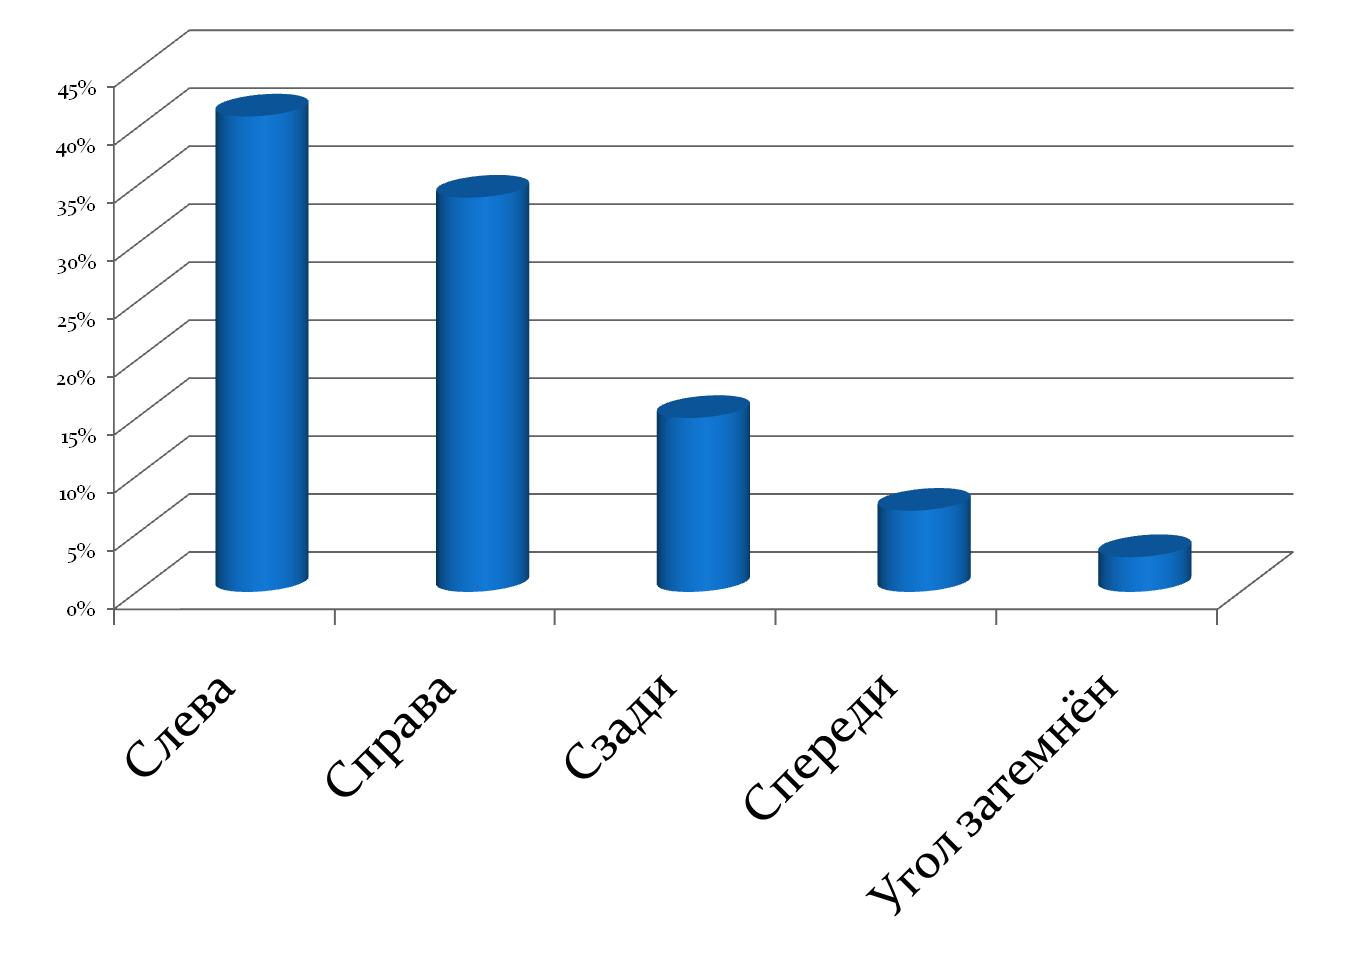 45%
40%
35%
30%
25%
20%
15%
10%
5%
0%
Слева
Справа
Сзади
Спереди
Угол затемнён